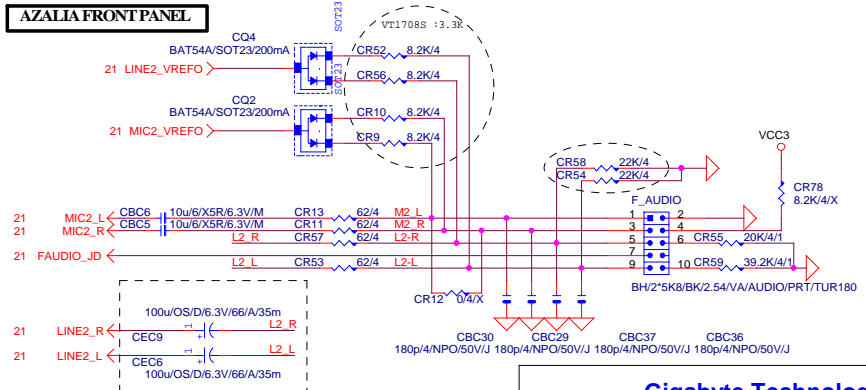 AZALIA FRONT PANEL
SOT23
CQ4
BAT54A/SOT23/200mA
VT1708S :3.3K
21 LINE2_VREFO
CR52 8.2K/4
CR56 8.2K/4
SOT23
CQ2
BAT54A/SOT23/200mA
21 MIC2_VREFO
CR10 8.2K/4
CR9 8.2K/4
VCC3
CR58 22K/4
CR54 22K/4
CR78
8.2K/4/X
F_AUDIO
21 MIC2_L CBC6 10u/6/X5R/6.3V/M CR13 62/4 M2_L 1 2
21 MIC2_R CBC5 10u/6/X5R/6.3V/M CR11 62/4 M2_R 3 4
L2_R CR57 62/4 L2-R 5 6 CR55 20K/4/1
21 FAUDIO_JD 7
L2_L CR53 62/4 L2-L 9 10 CR59 39.2K/4/1
BH/2*5K8/BK/2.54/VA/AUDIO/PRT/TUR180
CR12 0/4/X
100u/OS/D/6.3V/66/A/35m
21 LINE2_R 1 + L2_R
CEC9
21 LINE2_L 1 + L2_L
CEC6
100u/OS/D/6.3V/66/A/35m
CBC30 CBC29 CBC37 CBC36
180p/4/NPO/50V/J 180p/4/NPO/50V/J 180p/4/NPO/50V/J 180p/4/NPO/50V/J
Gigabyte Technolo